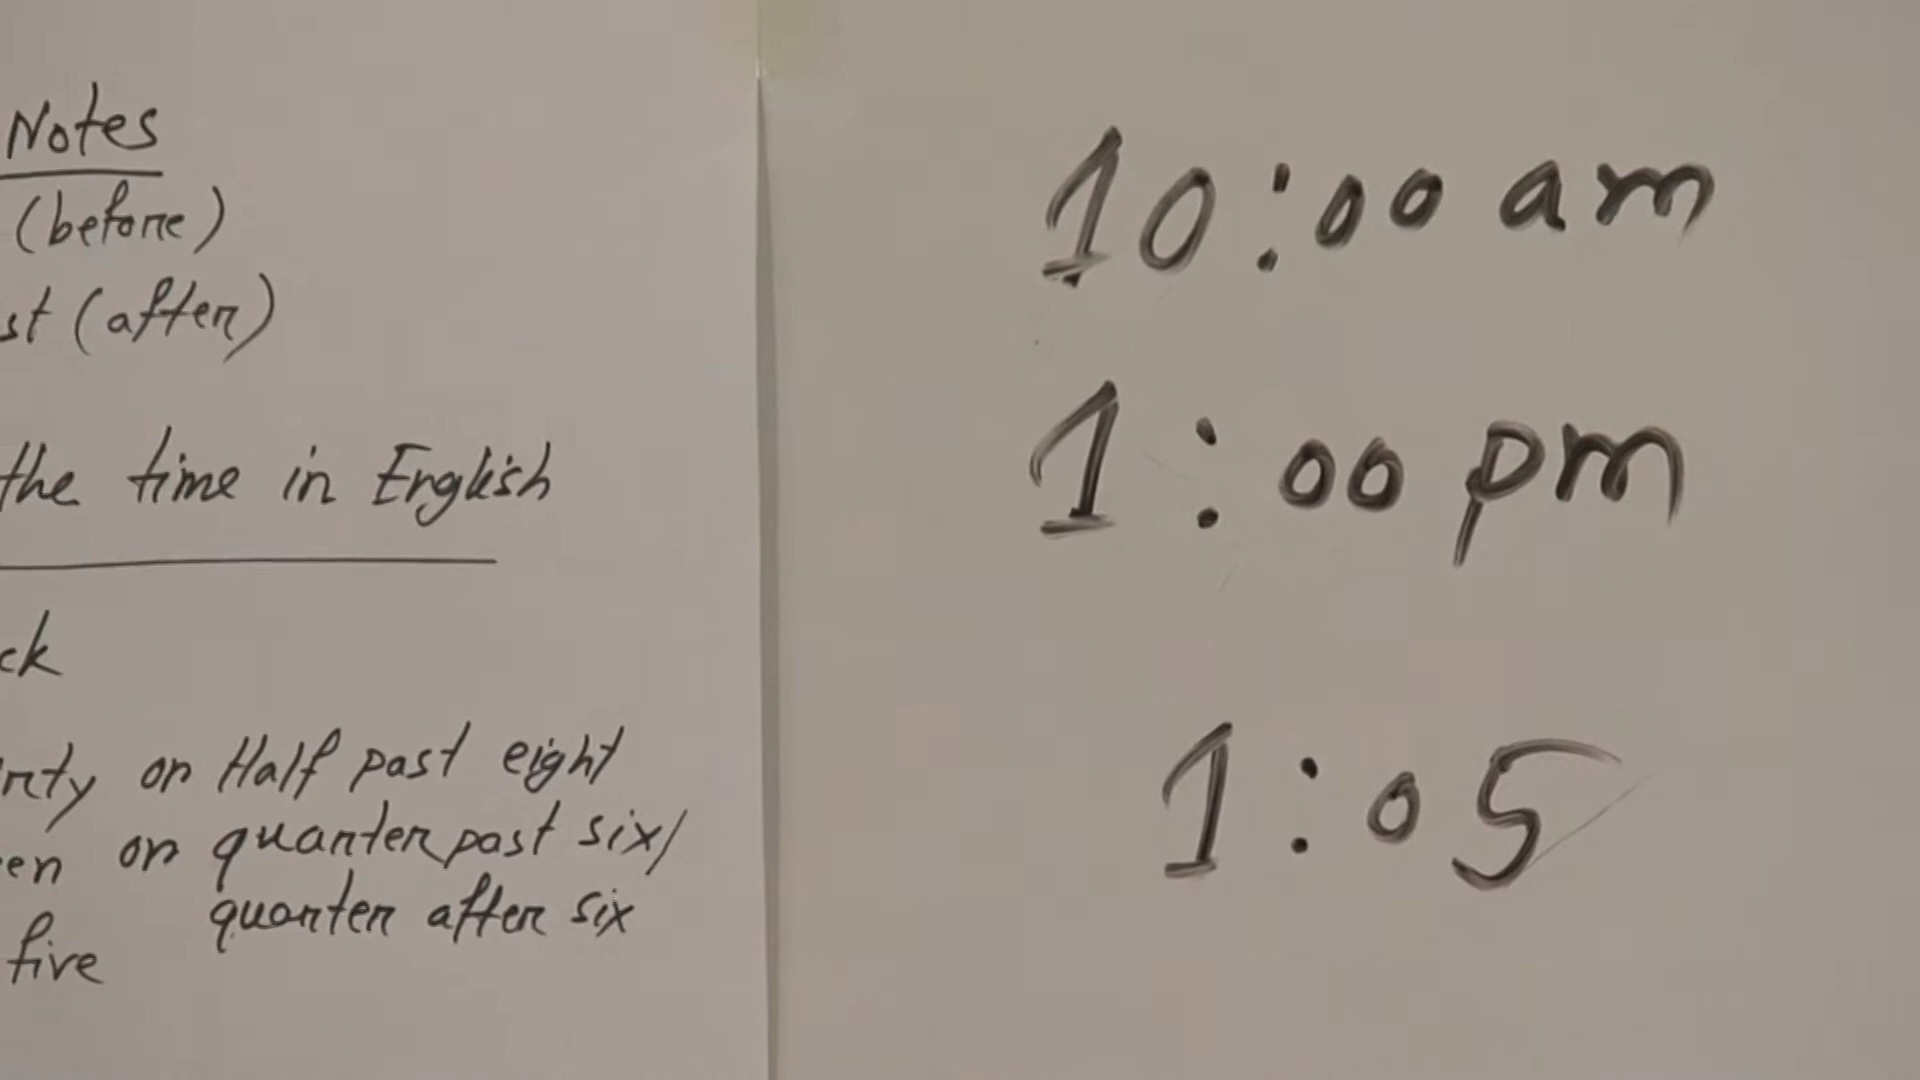 Notes
(before)
st (after)
the time in English
ck
rty or Half past eight
en or quarter past six/
quarter after six
five
10:00 am
1:00 pm
1:05